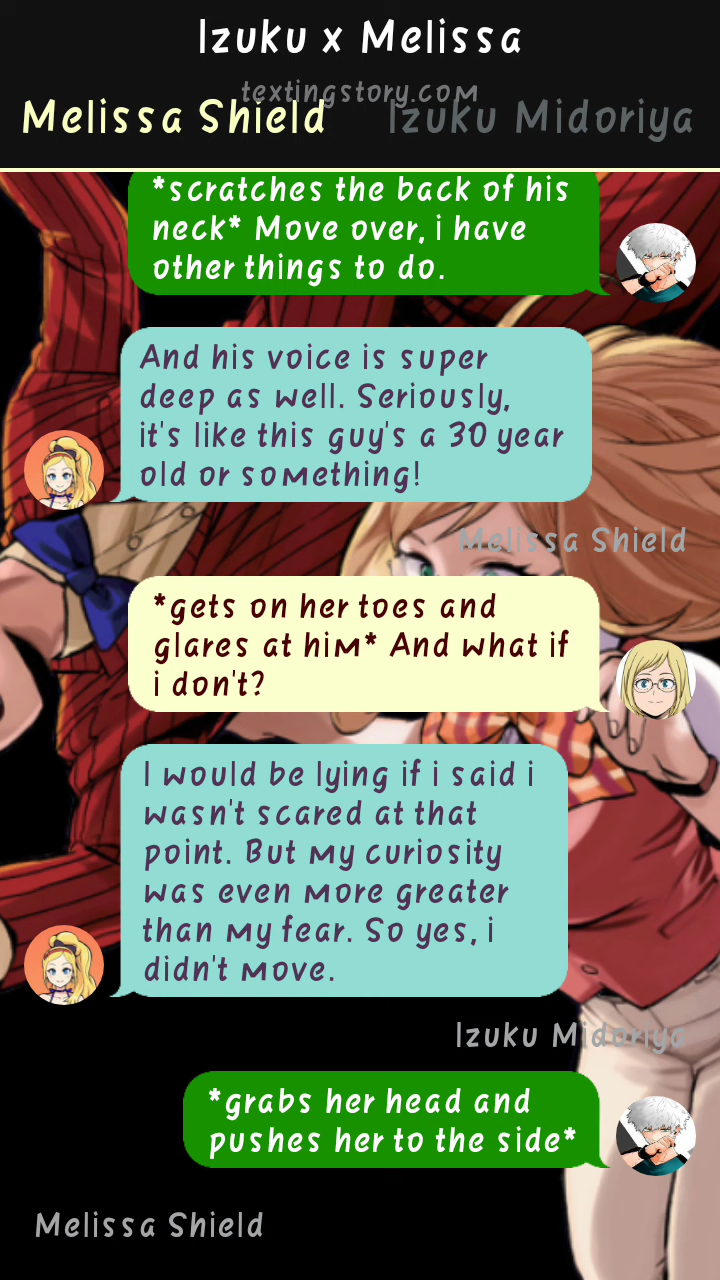 Izuku x Melissa
textingstory.com
Melissa Shield
Izuku Midoriya
*scratches the back of his
neck* Move over, i have
other things to do.
And his voice is super
deep as well. Seriously,
it's like this guy's a 30 year
old or something!
Melissa Shield
*gets on her toes and
glares at him* And what if
i don't?
I would be lying if i said i
wasn't scared at that
point. But my curiosity
was even more greater
than my fear. So yes, i
didn't move.
Izuku Midoriya
*grabs her head and
pushes her to the side*
Melissa Shield